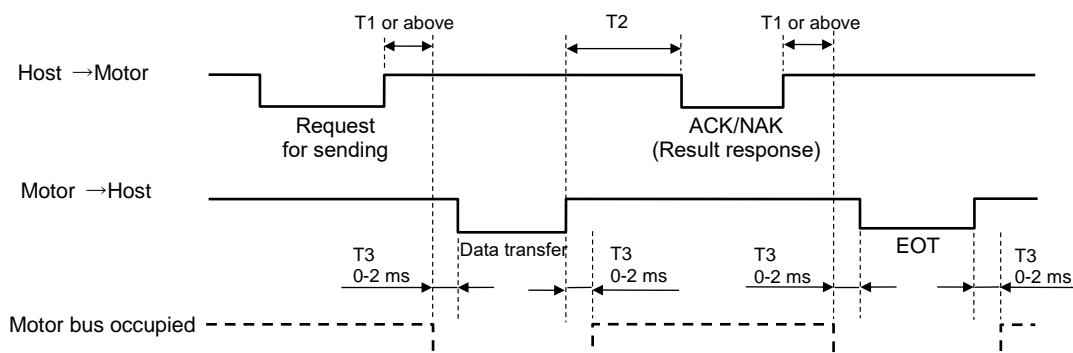 T1 or above
T2
T1 or above
Host →Motor
Request
for sending
ACK/NAK
(Result response)
Motor →Host
Data transfer
EOT
T3
0-2 ms
T3
0-2 ms
T3
0-2 ms
T3
0-2 ms
Motor bus occupied